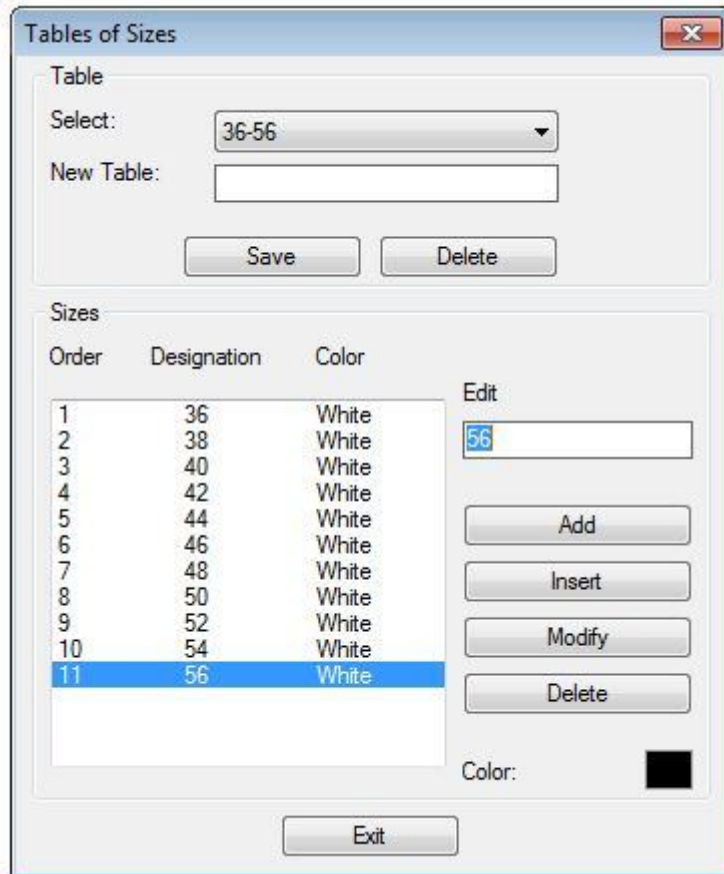 Tables of Sizes
Table
Select: 36-56
New Table:
Save Delete
Sizes
Order Designation Color
Edit
1 36 White
56
2 38 White
3 40 White
4 42 White
5 44 White
Add
6 46 White
7 48 White
Insert
8 50 White
9 52 White
Modify
10 54 White
11 56 White
Delete
Color:
Exit